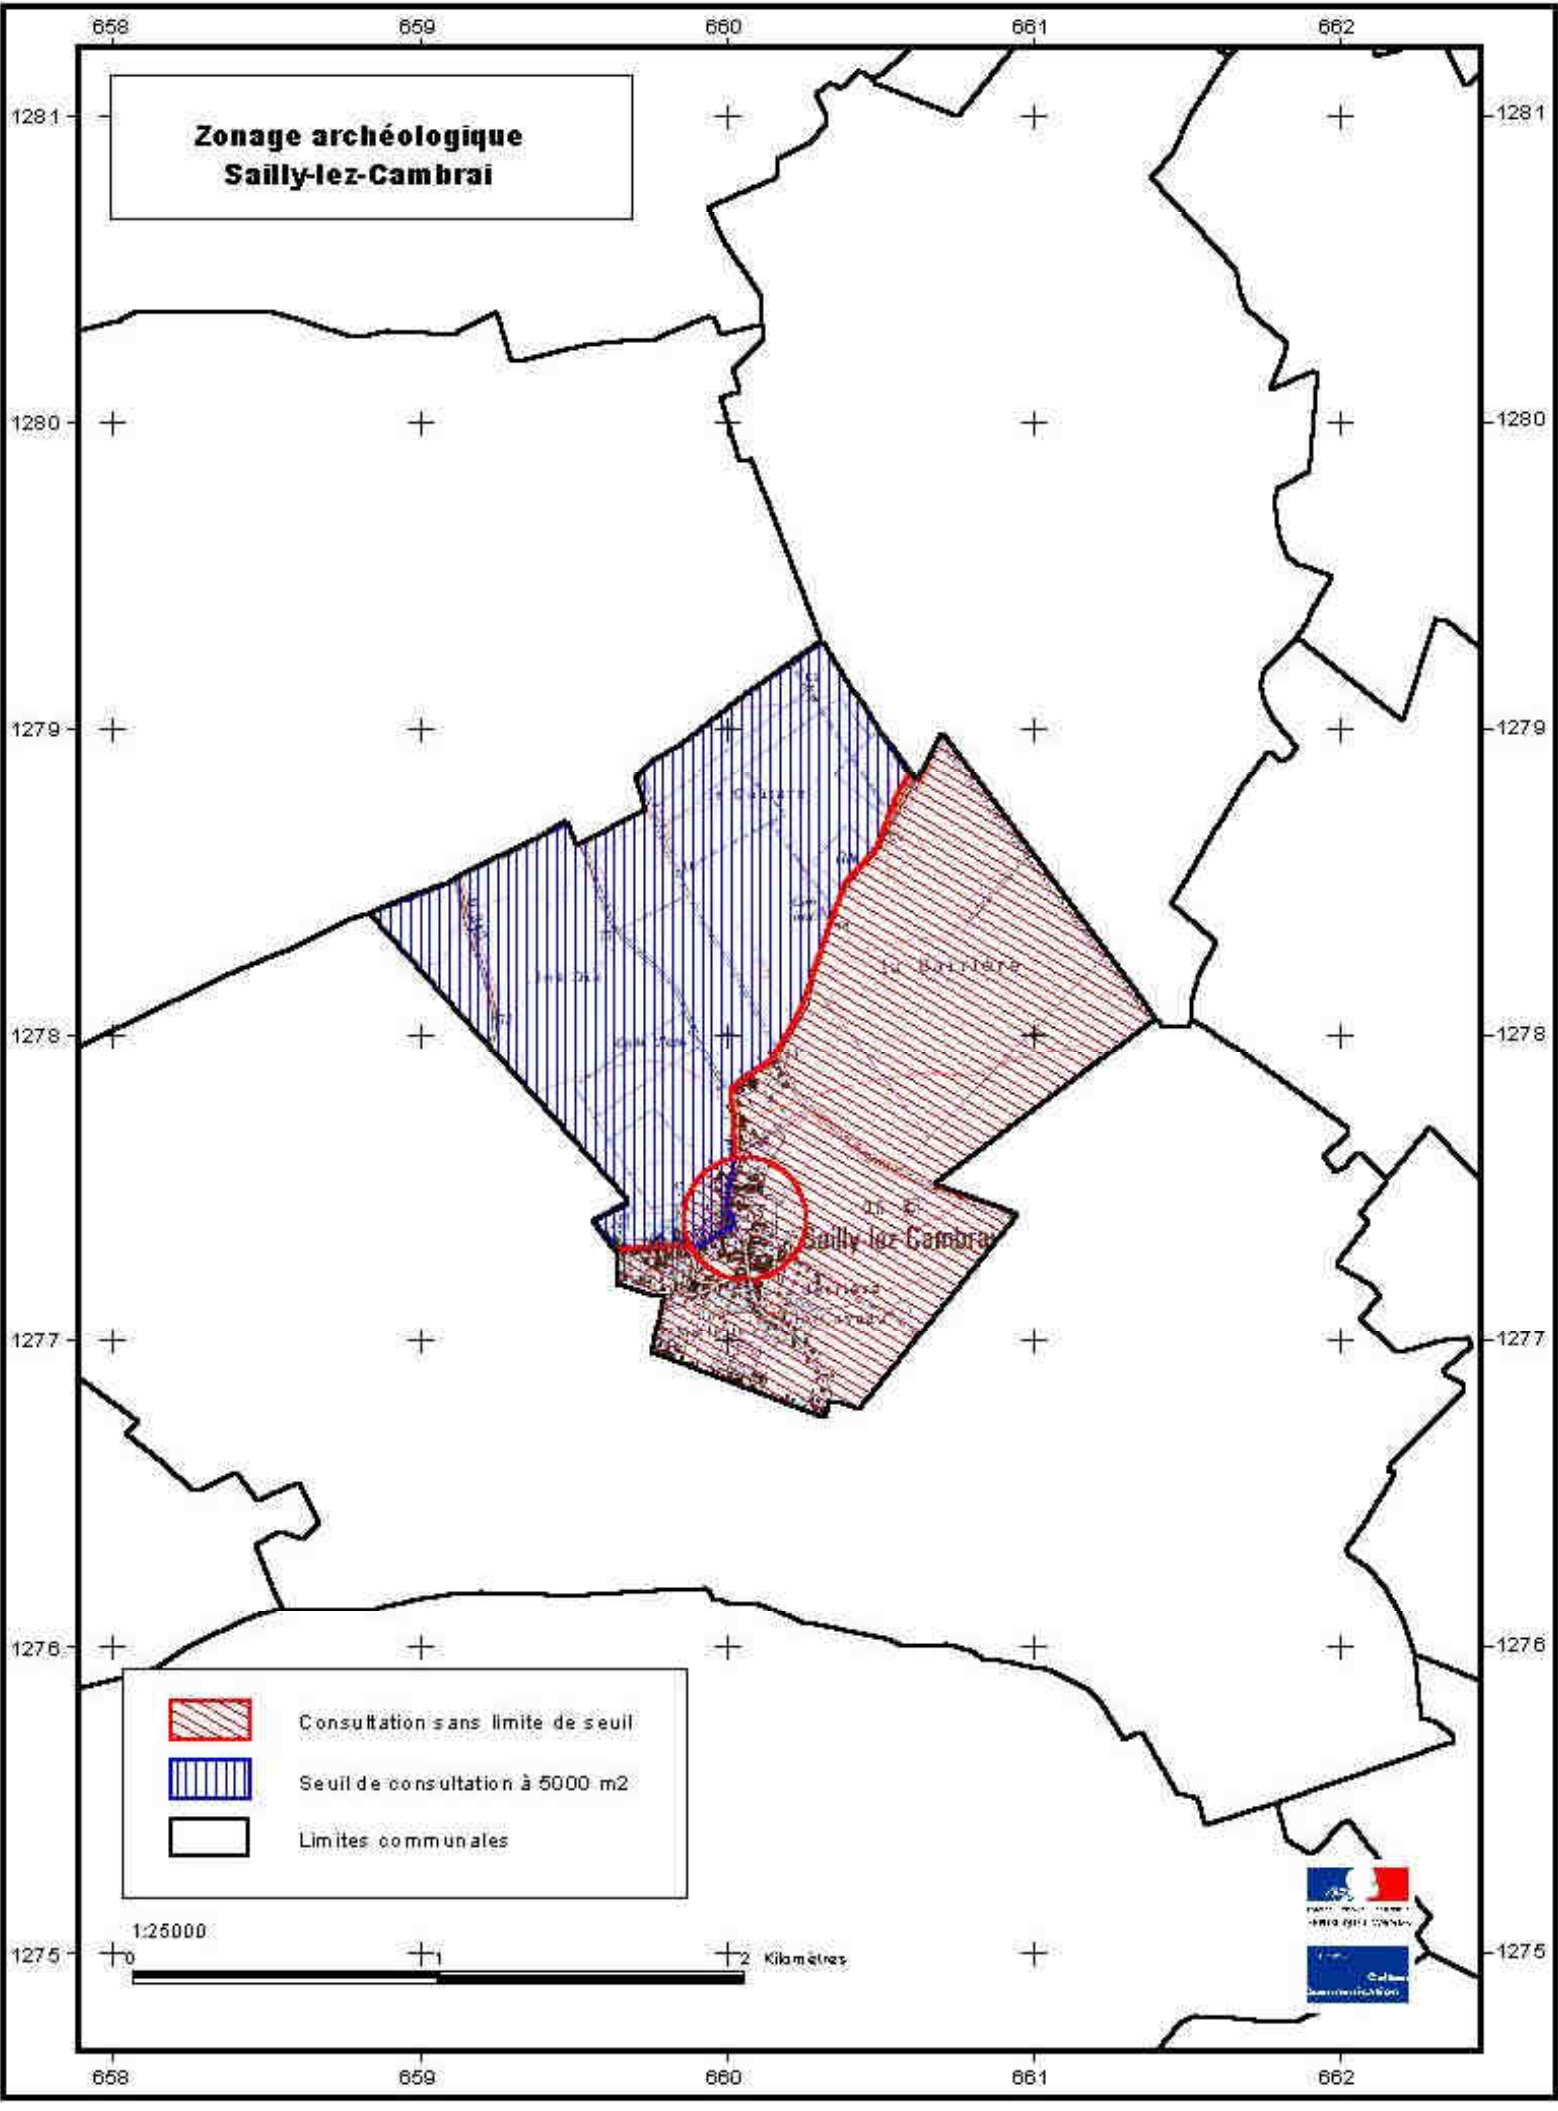 658 659 660 661 662
Zonage archéologique
Sailly-lez-Cambrai
1281 1281
1280 1280
1279 1279
1278 1278
Sailly-lez-Cambrai
1277 1277
1276 1276
Consultation sans limite de seuil
Seuil de consultation à 5000 m2
Limites communales
1:25000
0 1 2 Kilomètres
1275 1275
658 659 660 661 662